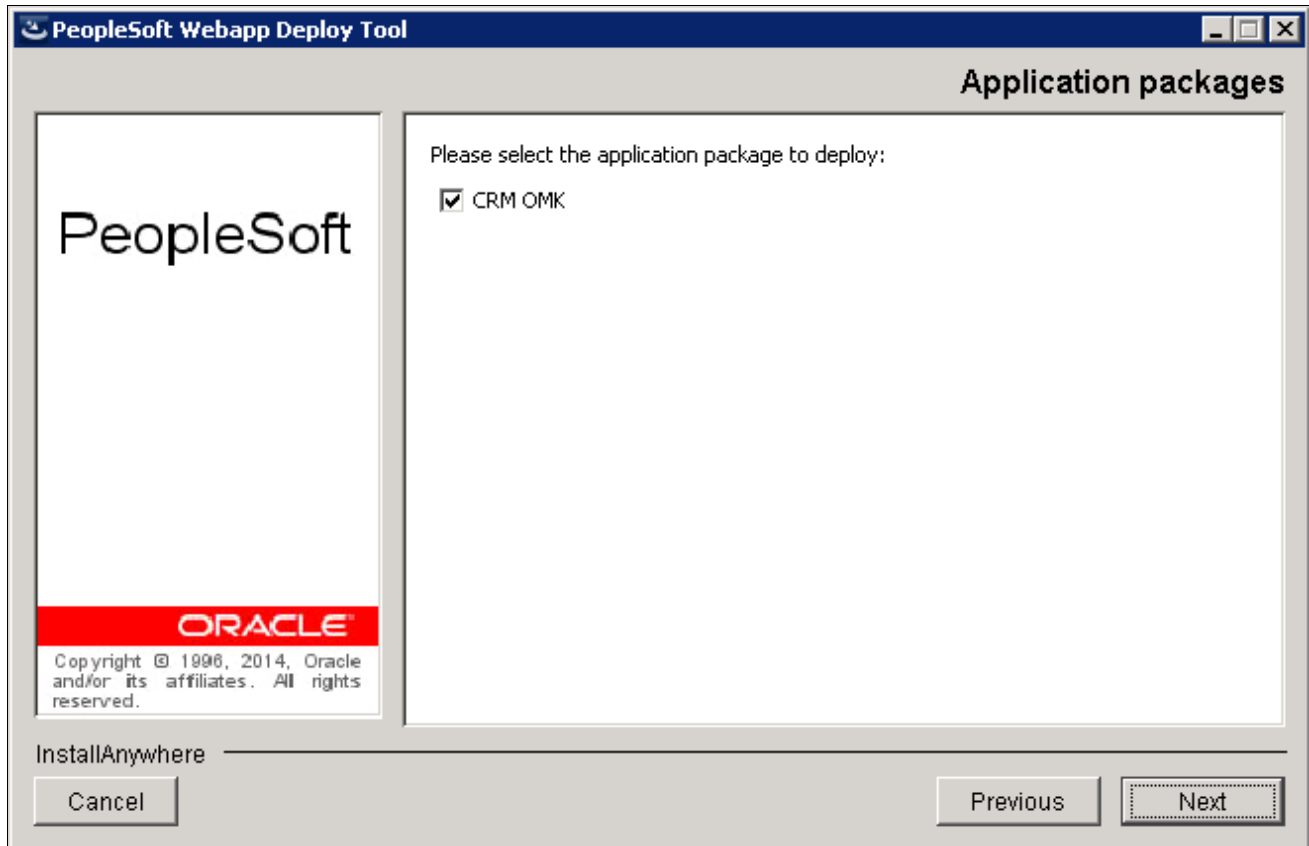 PeopleSoft Webapp Deploy Tool
Application packages
PeopleSoft
ORACLE
Copyright © 1996, 2014, Oracle
and/or its affiliates. All rights
reserved.
Please select the application package to deploy:
CRM OMK
InstallAnywhere
Cancel
Previous
Next